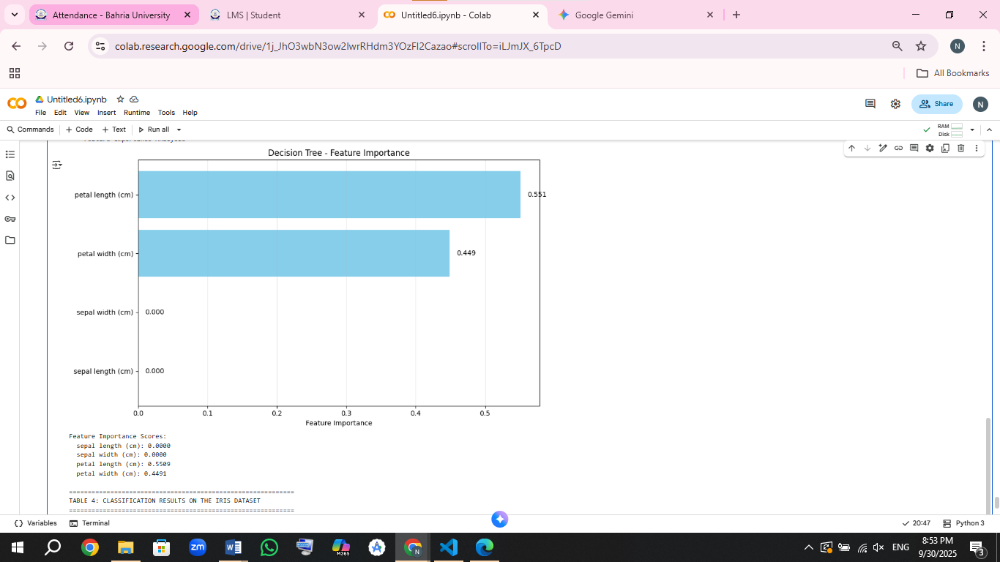 Attendance - Bahria University
LMS | Student
Untitled6.ipynb - Colab
Google Gemini
colab.research.google.com/drive/1j_JhO3wbN3ow2IwrRHdm3YOzFI2Cazao#scrollTo=iLJmJX_6TpcD
N
All Bookmarks
Untitled6.ipynb
File Edit View Insert Runtime Tools Help
Share
N
Commands + Code + Text Run all
RAM
Disk
Decision Tree - Feature Importance
petal length (cm)
0.551
petal width (cm)
0.449
sepal width (cm)
0.000
sepal length (cm)
0.000
0.0 0.1 0.2 0.3 0.4 0.5
Feature Importance
Feature Importance Scores:
sepal length (cm): 0.0000
sepal width (cm): 0.0000
petal length (cm): 0.5509
petal width (cm): 0.4491
============================================================
TABLE 4: CLASSIFICATION RESULTS ON THE IRIS DATASET
============================================================
Variables Terminal
20:47 Python 3
zm
M365
N
ENG
8:53 PM
9/30/2025
3